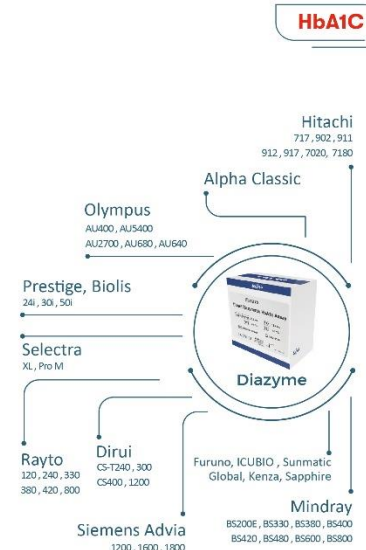 HbA1C
Hitachi
717 , 902 , 911
912 , 917 , 7020, 7180
Alpha Classic
Olympus
AU400 , AU5400
AU2700 , AU680 , AU640
Prestige, Biolis
24i , 30i , 50i
Selectra
XL , Pro M
Diazyme
Rayto
120 , 240 , 330
380 , 420 , 800
Dirui
CS-T240 , 300
CS400 , 1200
Furuno, ICUBIO , Sunmatic
Global, Kenza, Sapphire
Mindray
BS200E , BS330 , BS380 , BS400
BS420 , BS480 , BS600 , BS800
Siemens Advia
1200 , 1600 , 1800